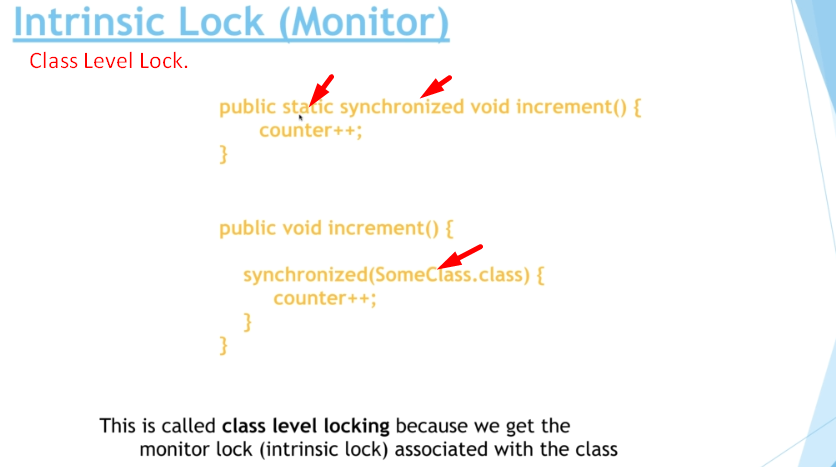 Intrinsic Lock (Monitor)
Class Level Lock.
public static synchronized void increment() {
counter++;
}
public void increment() {
synchronized(SomeClass.class) {
counter++;
}
}
This is called class level locking because we get the
monitor lock (intrinsic lock) associated with the class